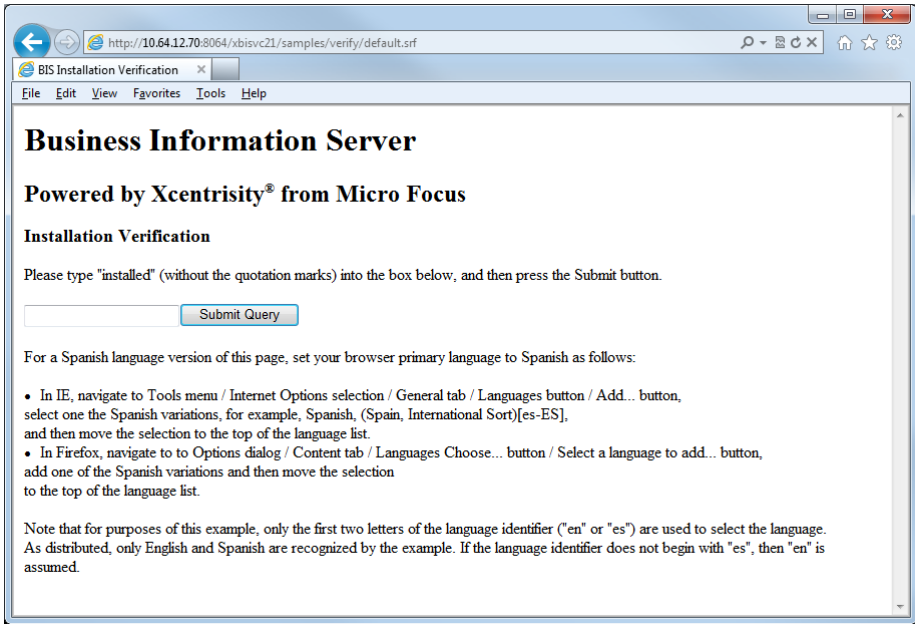 http://10.64.12.70:8064/xbisvc21/samples/verify/default.srf
BIS Installation Verification
File Edit View Favorites Tools Help
Business Information Server
Powered by Xcentrisity® from Micro Focus
Installation Verification
Please type "installed" (without the quotation marks) into the box below, and then press the Submit button.
Submit Query
For a Spanish language version of this page, set your browser primary language to Spanish as follows:
• In IE, navigate to Tools menu / Internet Options selection / General tab / Languages button / Add... button,
select one the Spanish variations, for example, Spanish, (Spain, International Sort)[es-ES],
and then move the selection to the top of the language list.
• In Firefox, navigate to to Options dialog / Content tab / Languages Choose... button / Select a language to add... button,
add one of the Spanish variations and then move the selection
to the top of the language list.
Note that for purposes of this example, only the first two letters of the language identifier ("en" or "es") are used to select the language.
As distributed, only English and Spanish are recognized by the example. If the language identifier does not begin with "es", then "en" is
assumed.